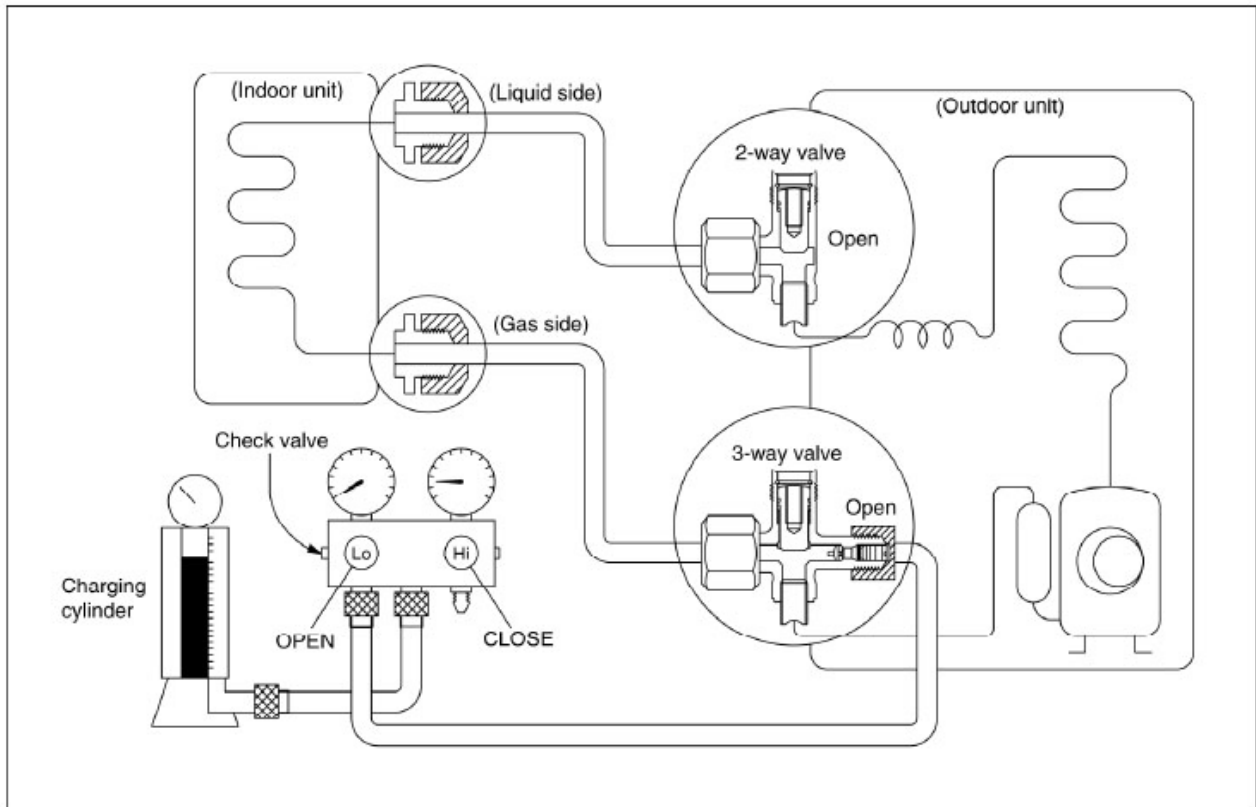 (Indoor unit)
(Liquid side)
(Outdoor unit)
2-way valve
Open
(Gas side)
Check valve
3-way valve
Open
Lo
Hi
Charging
cylinder
OPEN
CLOSE